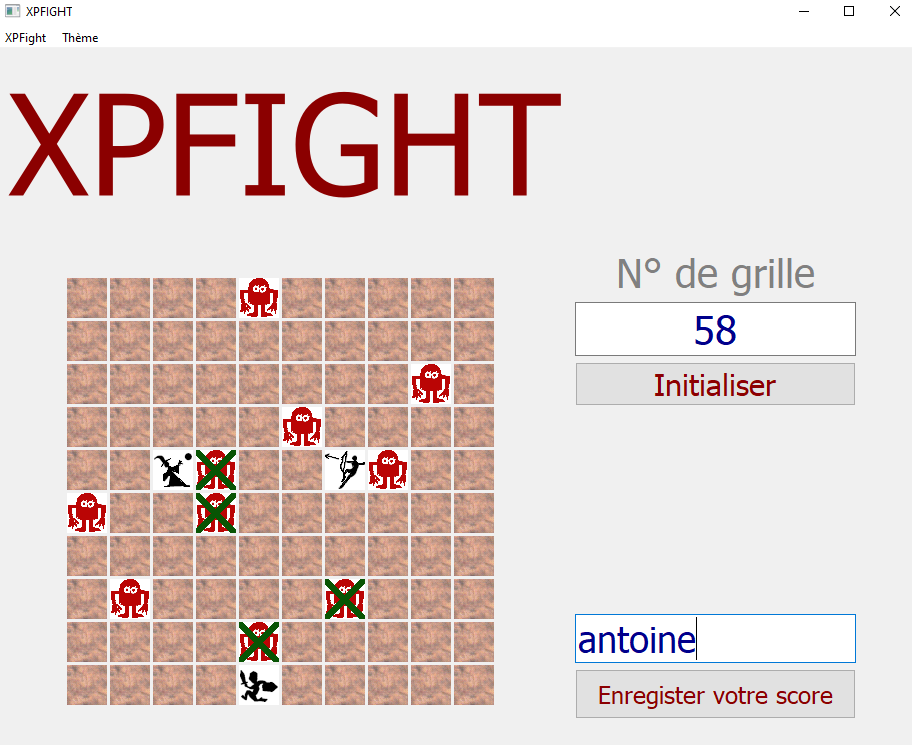 XPFIGHT
XPFight Thème
XPFIGHT
N° de grille
58
Initialiser
antoine
Enregister votre score